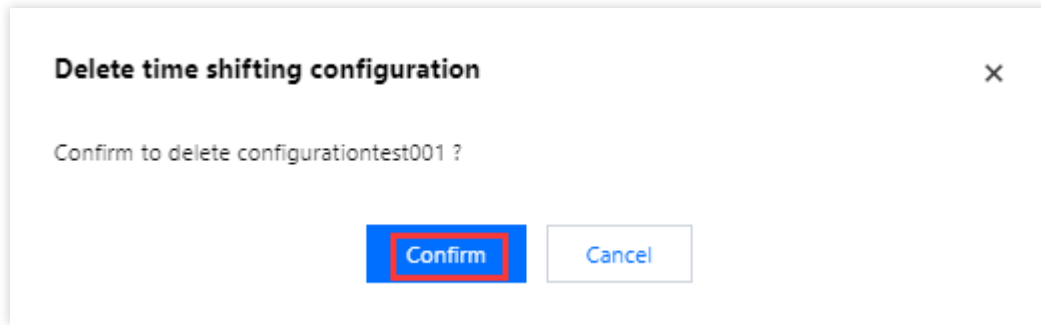 Delete time shifting configuration
Confirm to delete configurationtest001 ?
Confirm
Cancel